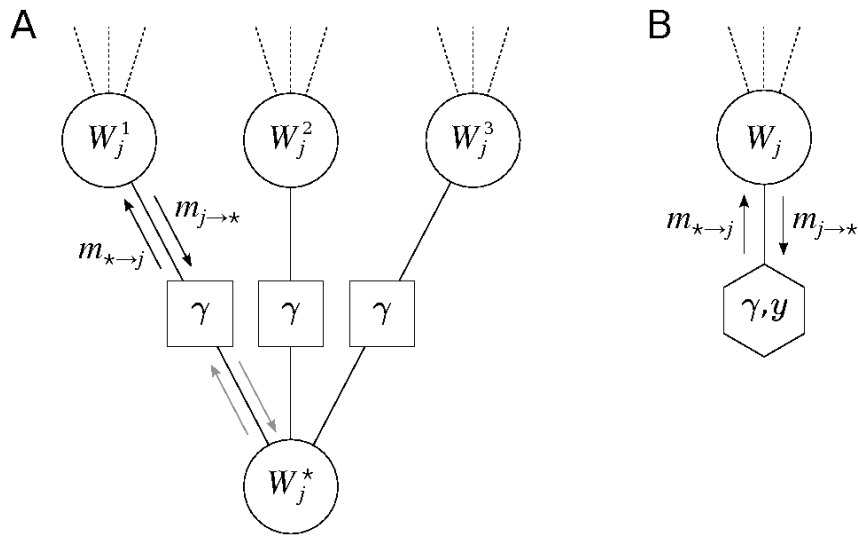 A
B
W_j^1 W_j^2 W_j^3
W_j
m_{j→⋆}
m_{⋆→j}
m_{⋆→j} m_{j→⋆}
γ γ γ
γ,y
W_j^⋆